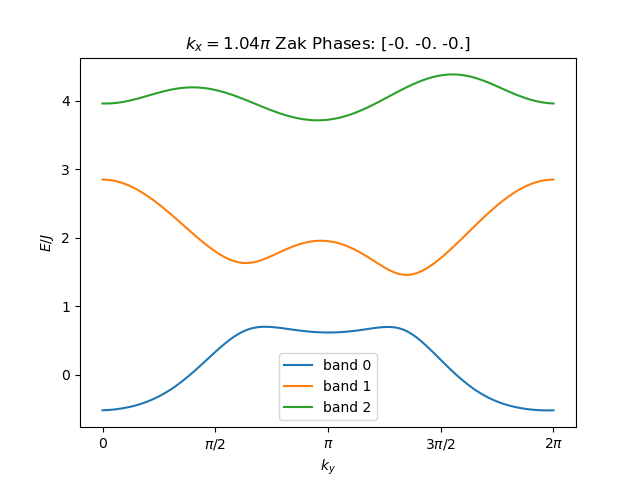 $k_x = 1.04\pi$ Zak Phases: [-0. -0. -0.]
E/J
4
3
2
1
0
band 0
band 1
band 2
0
π/2
π
3π/2
2π
$k_y$